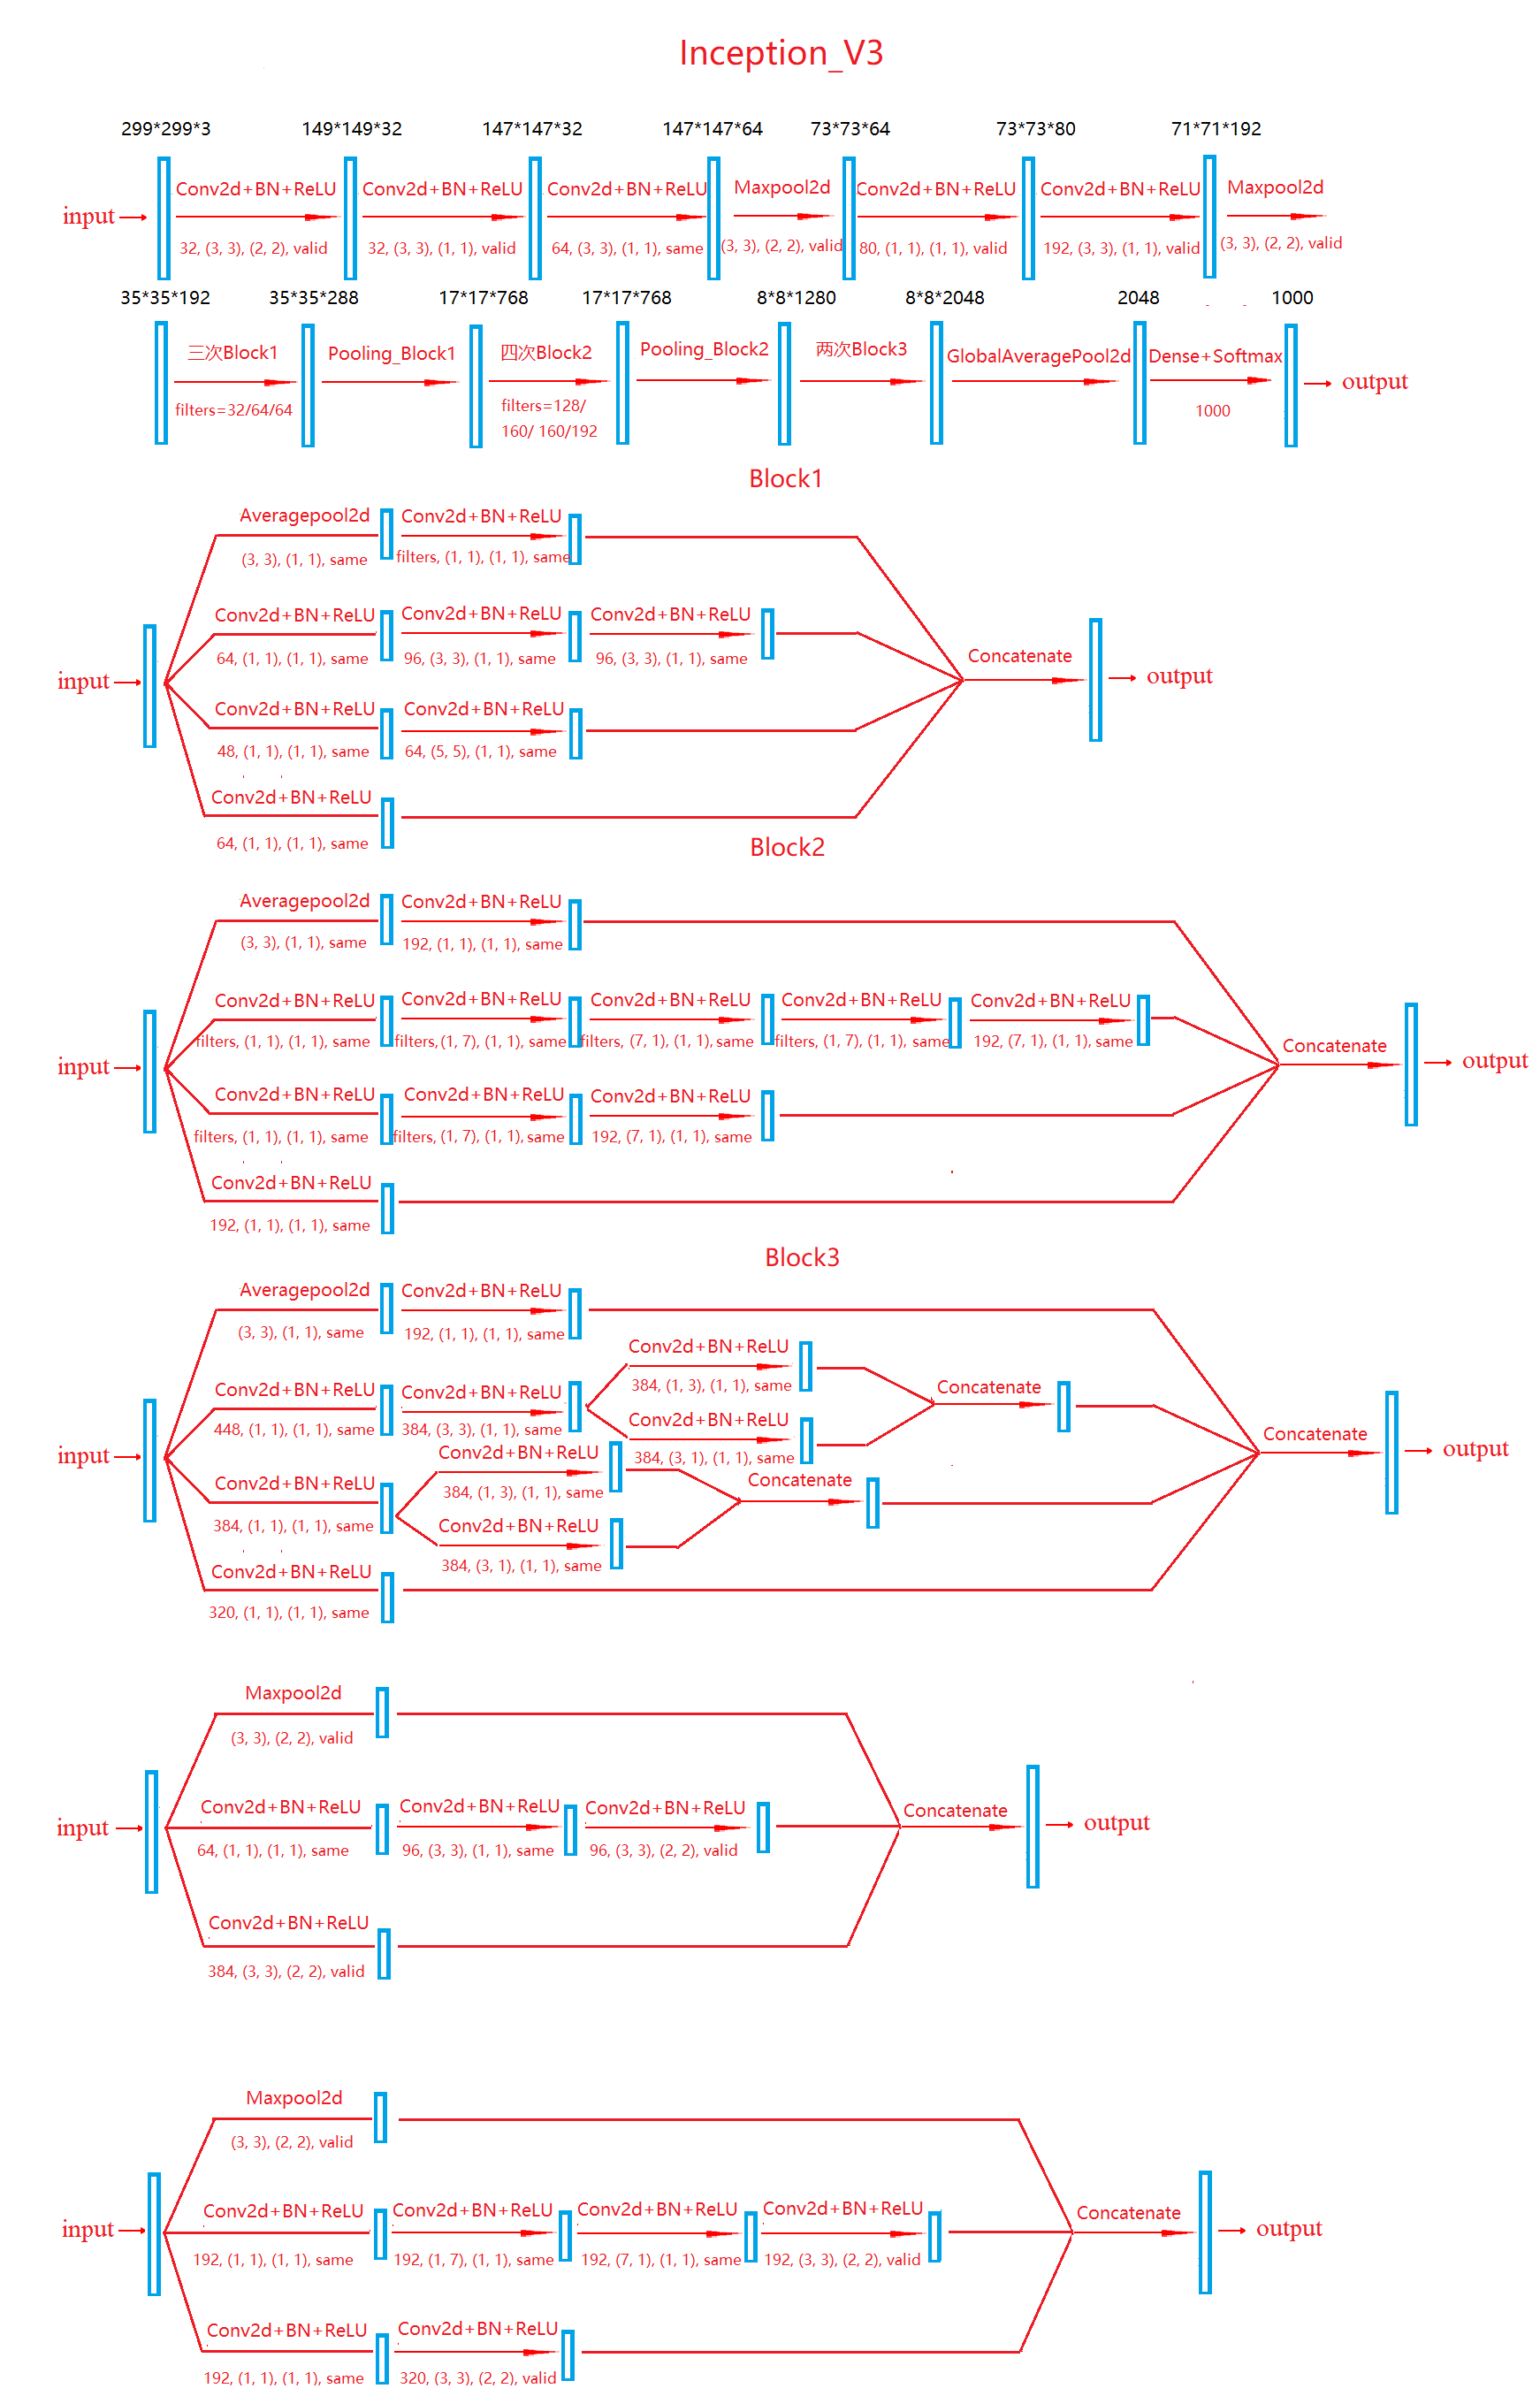 Inception_V3
299*299*3 149*149*32 147*147*32 147*147*64 73*73*64 73*73*80 71*71*192
Conv2d+BN+ReLU Conv2d+BN+ReLU Conv2d+BN+ReLU Maxpool2d Conv2d+BN+ReLU Conv2d+BN+ReLU Maxpool2d
input
32, (3, 3), (2, 2), valid 32, (3, 3), (1, 1), valid 64, (3, 3), (1, 1), same (3, 3), (2, 2), valid 80, (1, 1), (1, 1), valid 192, (3, 3), (1, 1), valid (3, 3), (2, 2), valid
35*35*192 35*35*288 17*17*768 17*17*768 8*8*1280 8*8*2048 2048 1000
三次Block1 Pooling_Block1 四次Block2 Pooling_Block2 两次Block3 GlobalAveragePool2d Dense+Softmax
output
filters=32/64/64 filters=128/ 1000
160/ 160/192
Block1
Averagepool2d Conv2d+BN+ReLU
(3, 3), (1, 1), same filters, (1, 1), (1, 1), same
Conv2d+BN+ReLU Conv2d+BN+ReLU Conv2d+BN+ReLU
64, (1, 1), (1, 1), same 96, (3, 3), (1, 1), same 96, (3, 3), (1, 1), same
Concatenate
input output
Conv2d+BN+ReLU Conv2d+BN+ReLU
48, (1, 1), (1, 1), same 64, (5, 5), (1, 1), same
Conv2d+BN+ReLU
64, (1, 1), (1, 1), same
Block2
Averagepool2d Conv2d+BN+ReLU
(3, 3), (1, 1), same 192, (1, 1), (1, 1), same
Conv2d+BN+ReLU Conv2d+BN+ReLU Conv2d+BN+ReLU Conv2d+BN+ReLU Conv2d+BN+ReLU
filters, (1, 1), (1, 1), same filters, (1, 7), (1, 1), same filters, (7, 1), (1, 1), same filters, (1, 7), (1, 1), same 192, (7, 1), (1, 1), same
Concatenate
input output
Conv2d+BN+ReLU Conv2d+BN+ReLU Conv2d+BN+ReLU
filters, (1, 1), (1, 1), same filters, (1, 7), (1, 1), same 192, (7, 1), (1, 1), same
Conv2d+BN+ReLU
192, (1, 1), (1, 1), same
Block3
Averagepool2d Conv2d+BN+ReLU
(3, 3), (1, 1), same 192, (1, 1), (1, 1), same
Conv2d+BN+ReLU
384, (1, 3), (1, 1), same
Conv2d+BN+ReLU Conv2d+BN+ReLU Concatenate
448, (1, 1), (1, 1), same 384, (3, 3), (1, 1), same
Conv2d+BN+ReLU
384, (3, 1), (1, 1), same
Concatenate
input output
Conv2d+BN+ReLU
384, (1, 3), (1, 1), same
Conv2d+BN+ReLU Concatenate
384, (1, 1), (1, 1), same
Conv2d+BN+ReLU
384, (3, 1), (1, 1), same
Conv2d+BN+ReLU
320, (1, 1), (1, 1), same
Maxpool2d
(3, 3), (2, 2), valid
Conv2d+BN+ReLU Conv2d+BN+ReLU Conv2d+BN+ReLU Concatenate
input output
64, (1, 1), (1, 1), same 96, (3, 3), (1, 1), same 96, (3, 3), (2, 2), valid
Conv2d+BN+ReLU
384, (3, 3), (2, 2), valid
Maxpool2d
(3, 3), (2, 2), valid
Conv2d+BN+ReLU Conv2d+BN+ReLU Conv2d+BN+ReLU Conv2d+BN+ReLU Concatenate
input output
192, (1, 1), (1, 1), same 192, (1, 7), (1, 1), same 192, (7, 1), (1, 1), same 192, (3, 3), (2, 2), valid
Conv2d+BN+ReLU Conv2d+BN+ReLU
192, (1, 1), (1, 1), same 320, (3, 3), (2, 2), valid